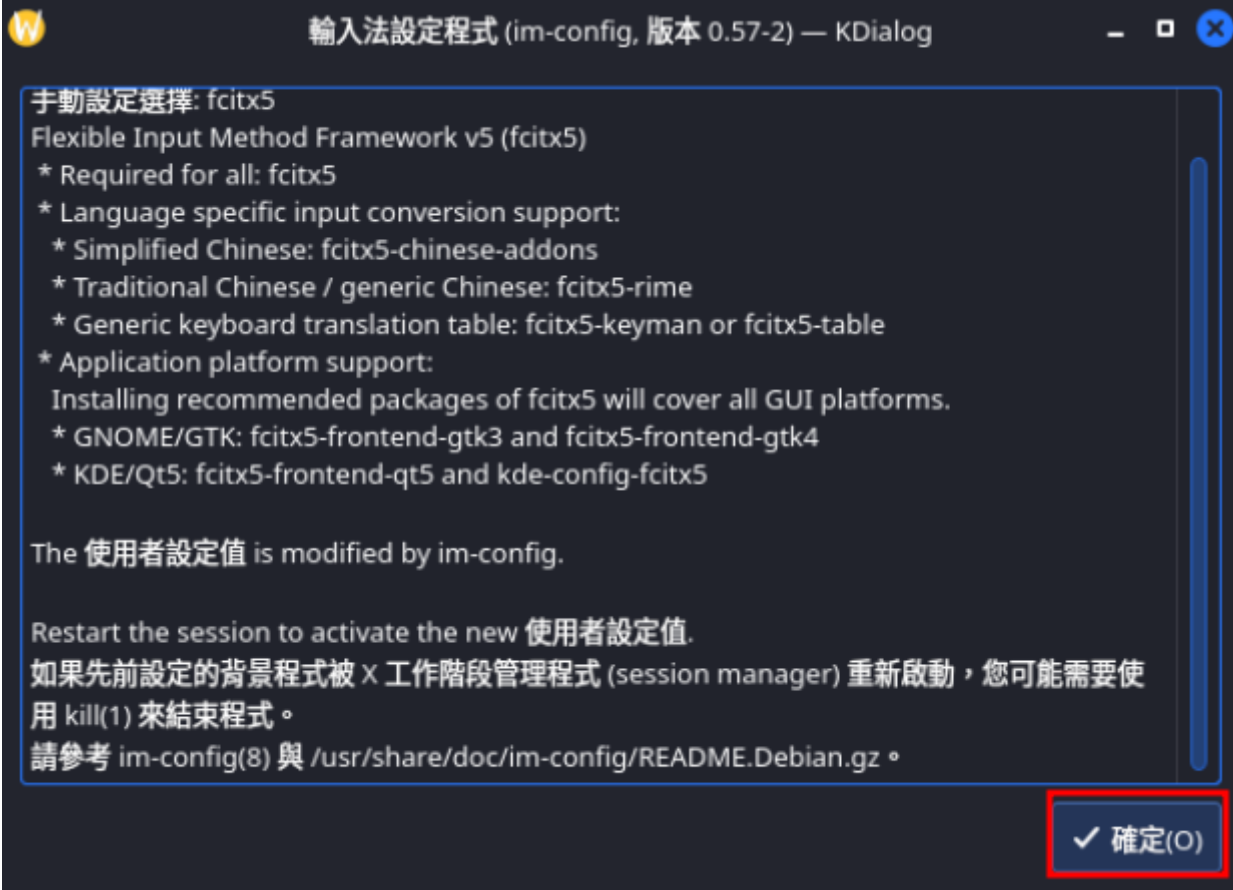 輸入法設定程式 (im-config, 版本 0.57-2) — KDialog
手動設定選擇: fcitx5
Flexible Input Method Framework v5 (fcitx5)
* Required for all: fcitx5
* Language specific input conversion support:
* Simplified Chinese: fcitx5-chinese-addons
* Traditional Chinese / generic Chinese: fcitx5-rime
* Generic keyboard translation table: fcitx5-keyman or fcitx5-table
* Application platform support:
Installing recommended packages of fcitx5 will cover all GUI platforms.
* GNOME/GTK: fcitx5-frontend-gtk3 and fcitx5-frontend-gtk4
* KDE/Qt5: fcitx5-frontend-qt5 and kde-config-fcitx5
The 使用者設定值 is modified by im-config.
Restart the session to activate the new 使用者設定值.
如果先前設定的背景程式被 X 工作階段管理程式 (session manager) 重新啟動，您可能需要使
用 kill(1) 來結束程式。
請參考 im-config(8) 與 /usr/share/doc/im-config/README.Debian.gz。
確定(O)